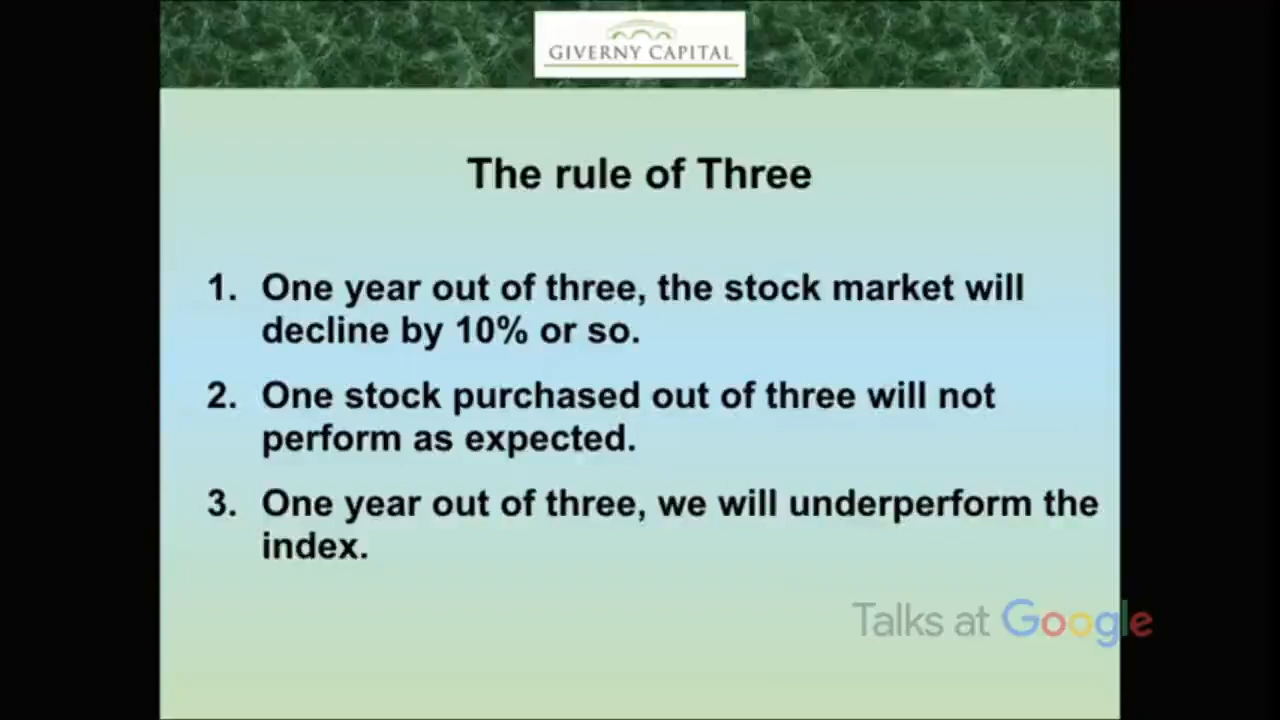 GIVERNY CAPITAL
The rule of Three
1. One year out of three, the stock market will
decline by 10% or so.
2. One stock purchased out of three will not
perform as expected.
3. One year out of three, we will underperform the
index.
Talks at Google